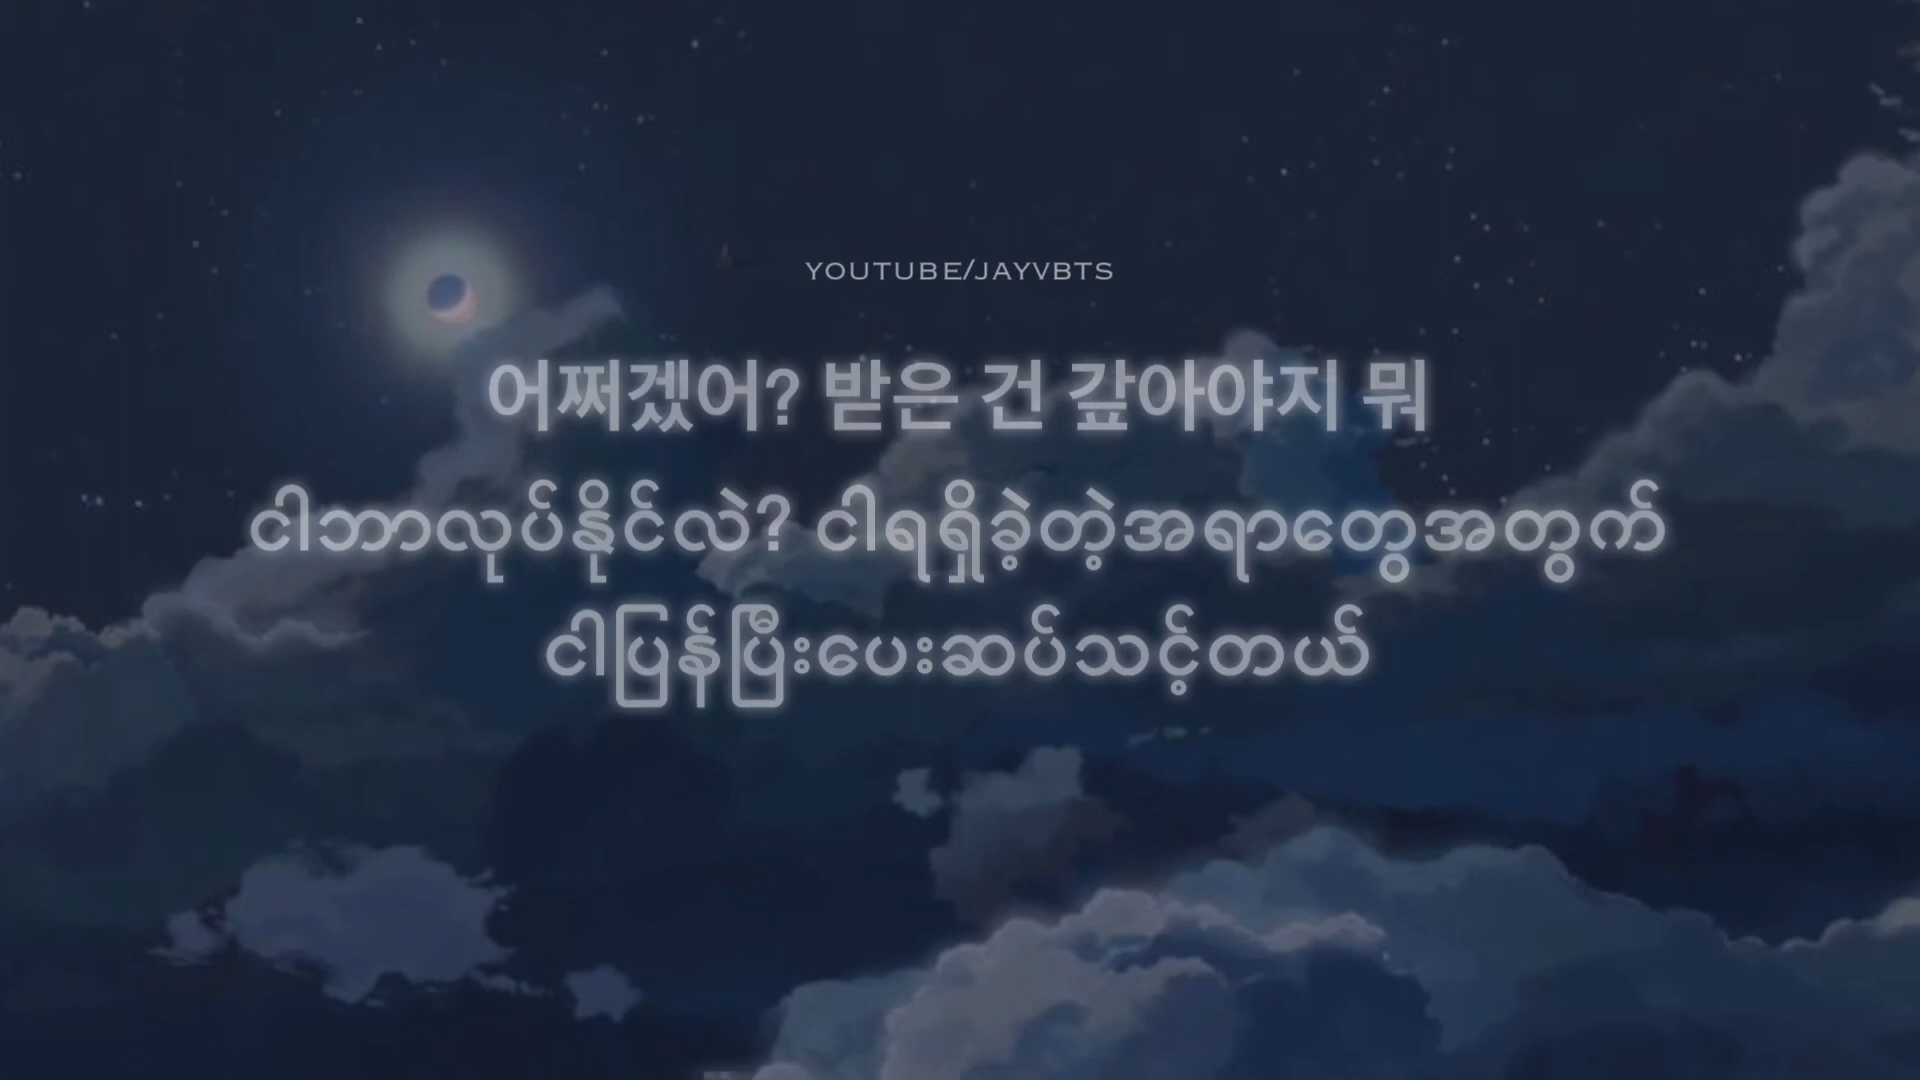 YOUTUBE/JAYVBTS
어쩌겠어? 받은 건 갚아야지 뭐
ငါဘာလုပ်နိုင်လဲ? ငါရရှိခဲ့တဲ့အရာတွေအတွက်
ငါပြန်ပြီးပေးဆပ်သင့်တယ်